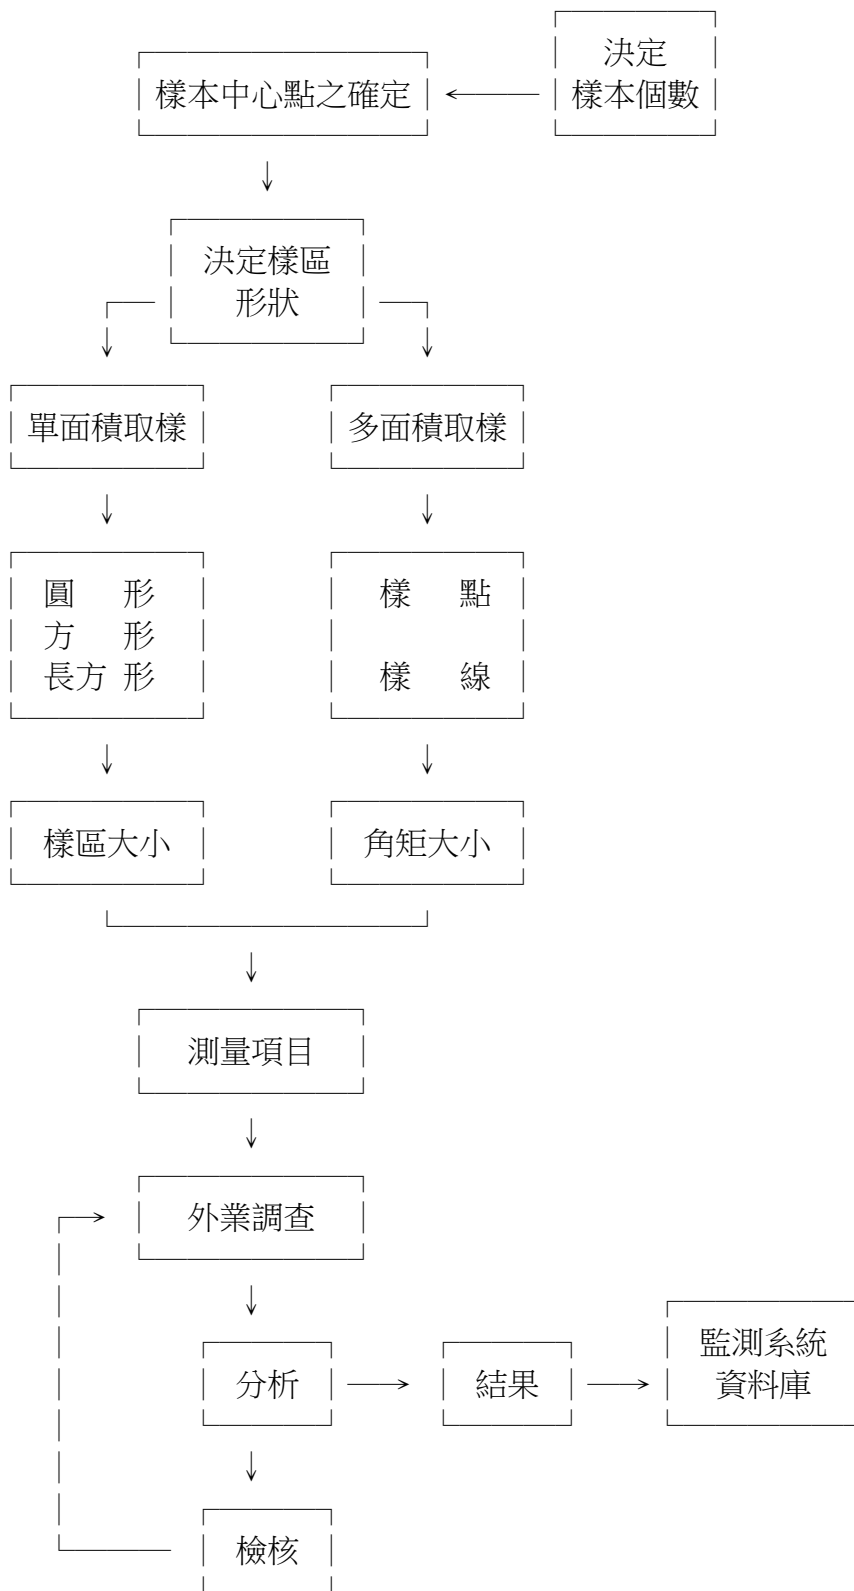 決定
樣本個數
樣本中心點之確定
決定樣區
形狀
單面積取樣
多面積取樣
圓 形
方 形
長方 形
樣 點
樣 線
樣區大小
角矩大小
測量項目
外業調查
分析
結果
監測系統
資料庫
檢核